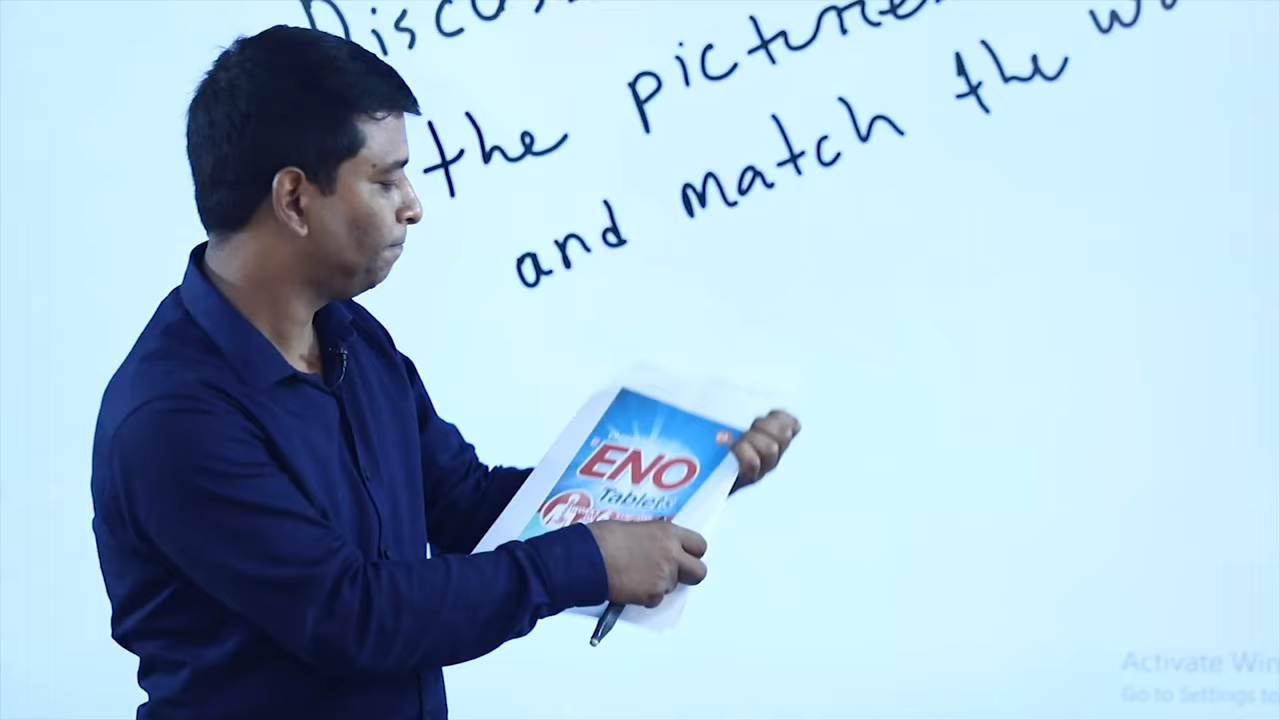 the pictures
and match the
ENO
Tablets
Activate Win
Go to Settings to